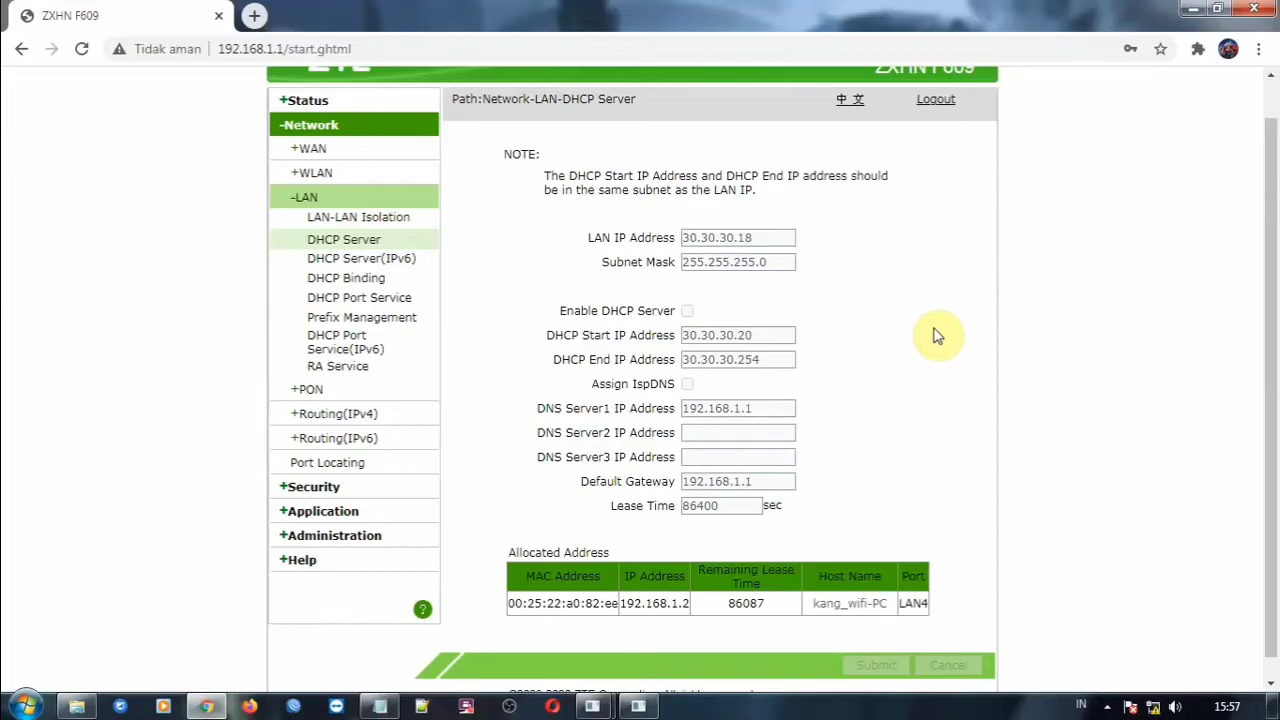 ZXHN F609
Tidak aman
192.168.1.1/start.ghtml
ZTE
ZXHN F609
+Status
-Network
+WAN
+WLAN
-LAN
LAN-LAN Isolation
DHCP Server
DHCP Server(IPv6)
DHCP Binding
DHCP Port Service
Prefix Management
DHCP Port
Service(IPv6)
RA Service
+PON
+Routing(IPv4)
+Routing(IPv6)
Port Locating
+Security
+Application
+Administration
+Help
?
Path:Network-LAN-DHCP Server
中 文
Logout
NOTE:
The DHCP Start IP Address and DHCP End IP address should
be in the same subnet as the LAN IP.
LAN IP Address 30.30.30.18
Subnet Mask 255.255.255.0
Enable DHCP Server
DHCP Start IP Address 30.30.30.20
DHCP End IP Address 30.30.30.254
Assign IspDNS
DNS Server1 IP Address 192.168.1.1
DNS Server2 IP Address
DNS Server3 IP Address
Default Gateway 192.168.1.1
Lease Time 86400 sec
Allocated Address
MAC Address IP Address Remaining Lease Time Host Name Port
00:25:22:a0:82:ee 192.168.1.2 86087 kang_wifi-PC LAN4
Submit Cancel
IN
15:57